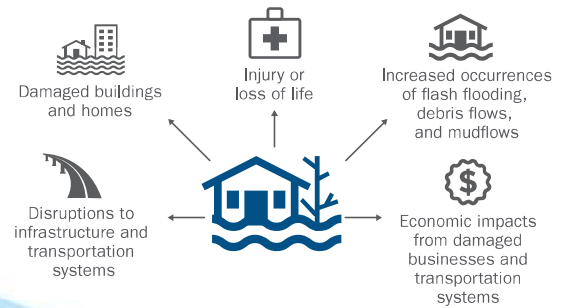 Damaged buildings
and homes
Injury or
loss of life
Increased occurrences
of flash flooding,
debris flows,
and mudflows
Disruptions to
infrastructure and
transportation
systems
$
Economic impacts
from damaged
businesses and
transportation
systems